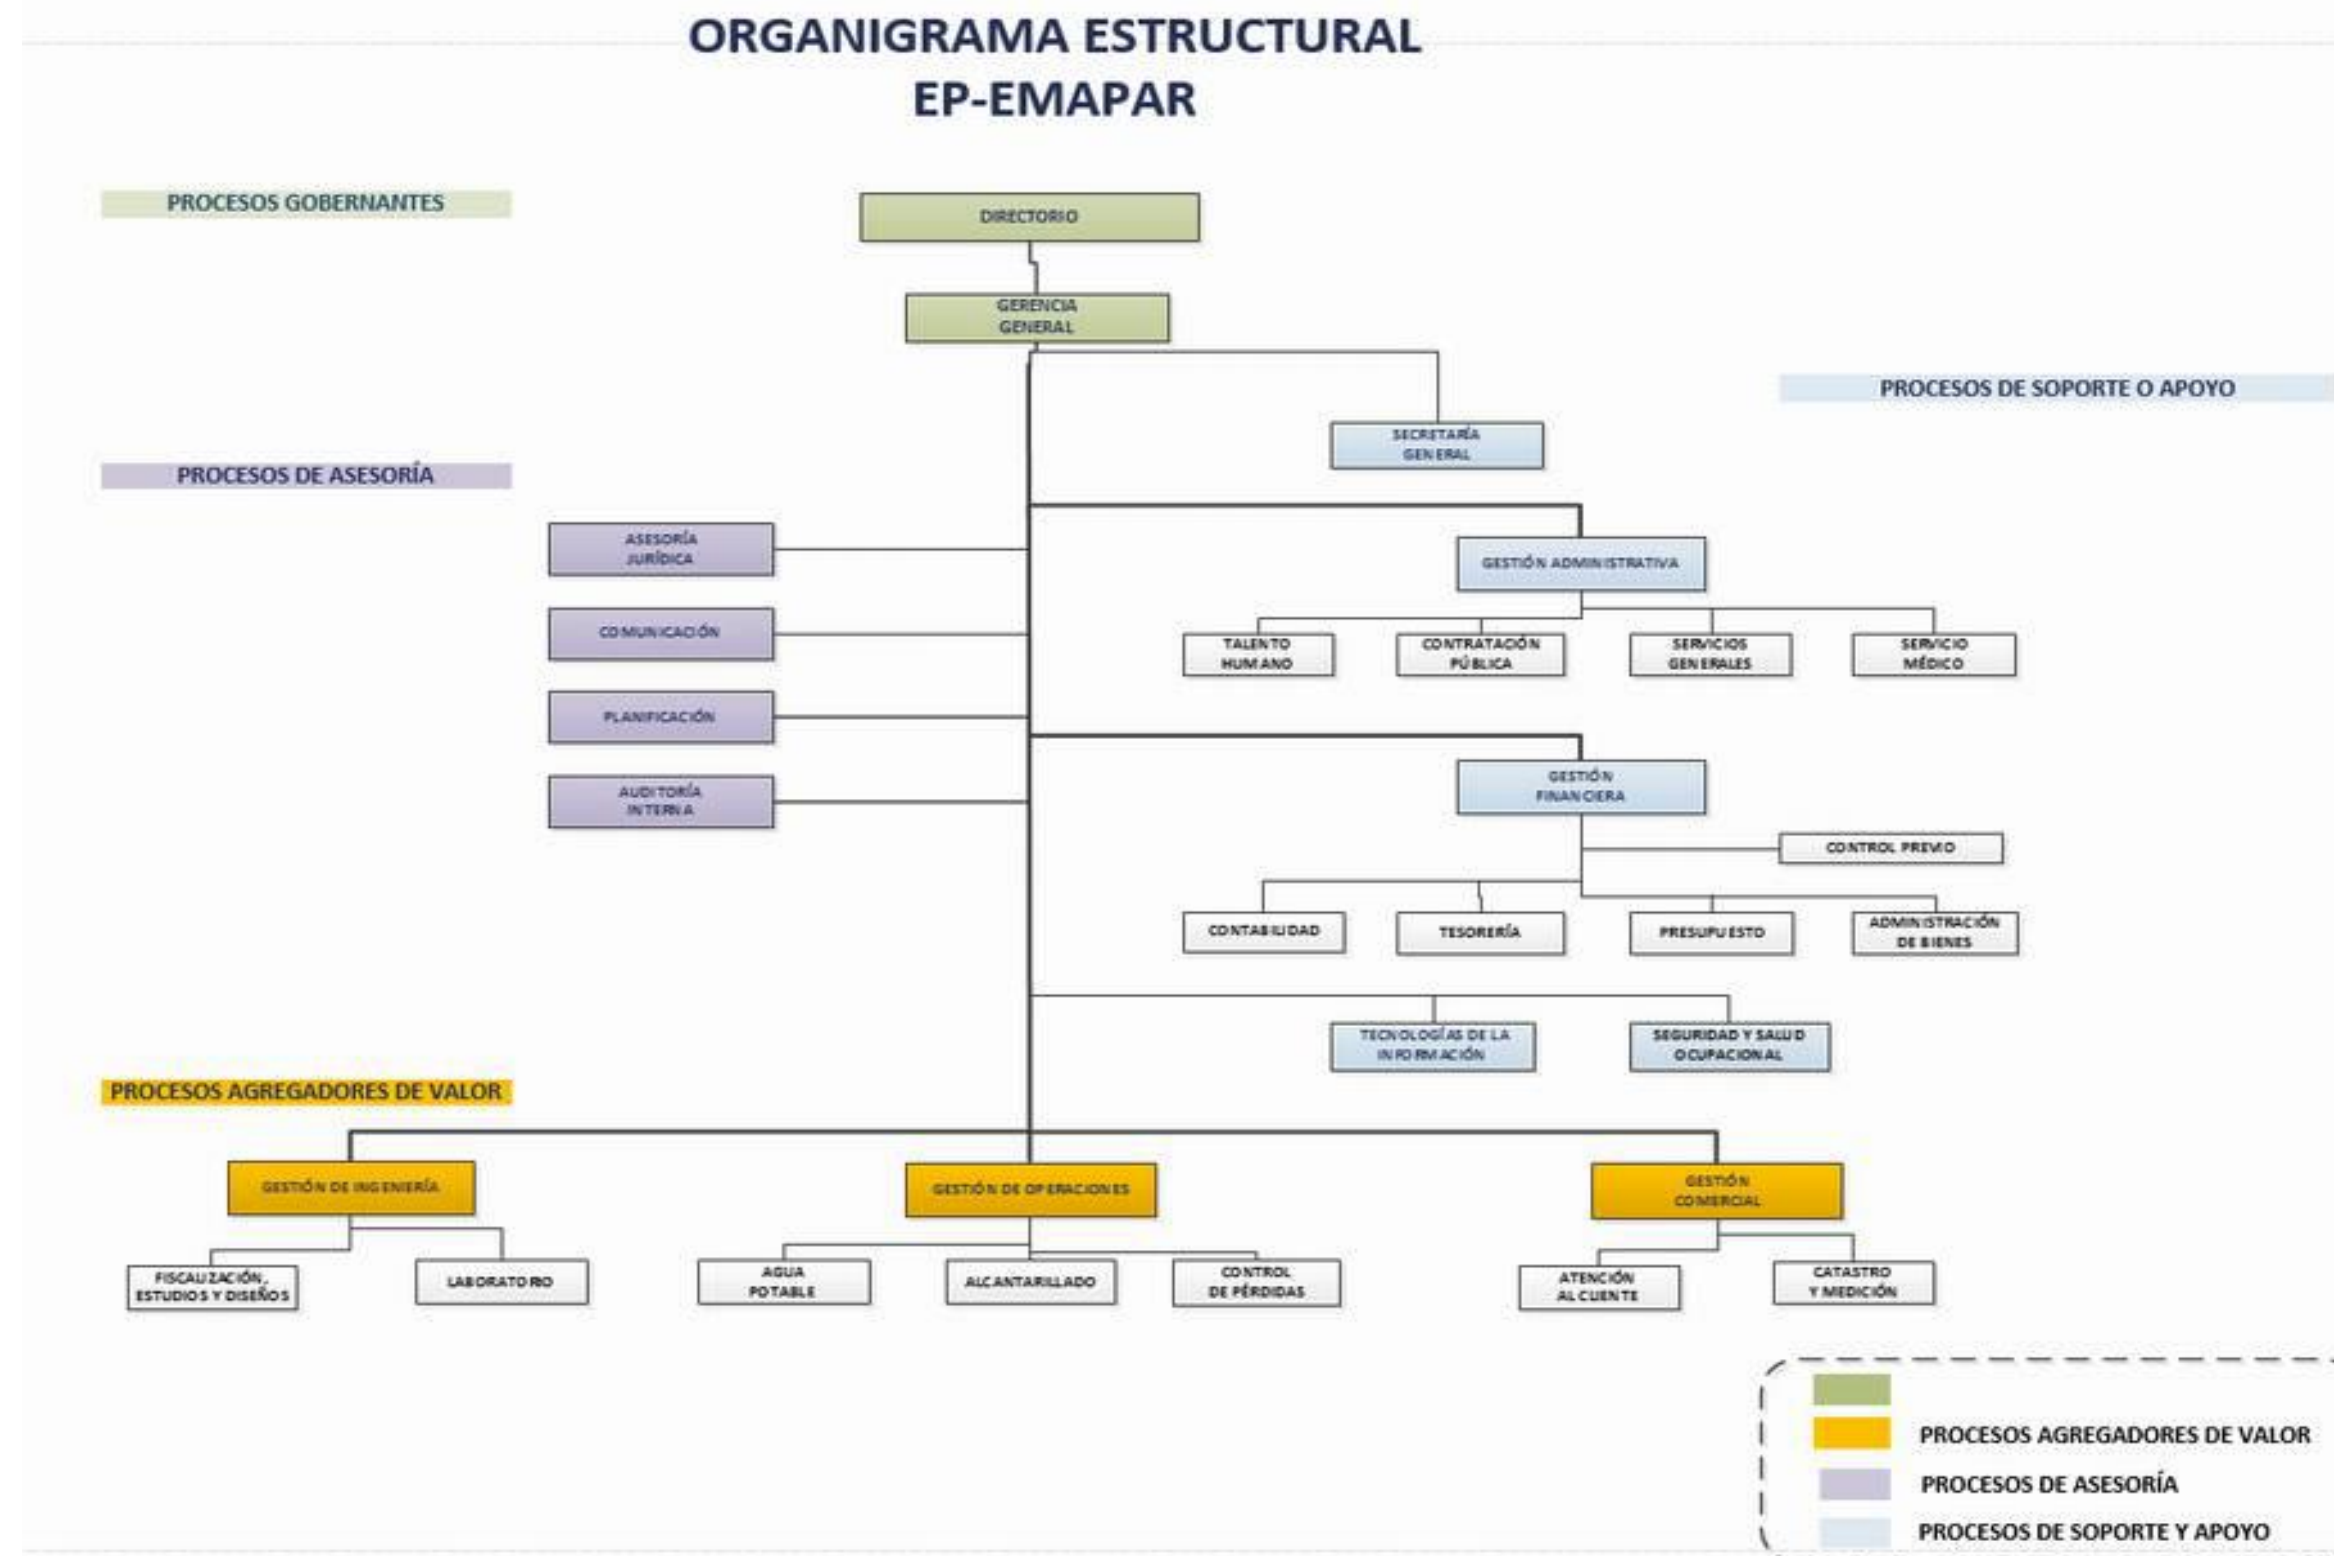 ORGANIGRAMA ESTRUCTURAL
EP-EMAPAR
PROCESOS GOBERNANTES
DIRECTORIO
GERENCIA
GENERAL
PROCESOS DE SOPORTE O APOYO
SECRETARÍA
GENERAL
PROCESOS DE ASESORÍA
ASESORÍA
JURÍDICA
GESTIÓN ADMINISTRATIVA
COMUNICACIÓN
TALENTO
HUMANO
CONTRATACIÓN
PÚBLICA
SERVICIOS
GENERALES
SERVICIO
MÉDICO
PLANIFICACIÓN
GESTIÓN
FINANCIERA
AUDITORÍA
INTERNA
CONTROL PREVIO
CONTABILIDAD
TESORERÍA
PRESUPUESTO
ADMINISTRACIÓN
DE BIENES
TECNOLOGÍAS DE LA
INFORMACIÓN
SEGURIDAD Y SALUD
OCUPACIONAL
PROCESOS AGREGADORES DE VALOR
GESTIÓN DE INGENIERÍA
GESTIÓN DE OPERACIONES
GESTIÓN
COMERCIAL
FISCALIZACIÓN,
ESTUDIOS Y DISEÑOS
LABORATORIO
AGUA
POTABLE
ALCANTARILLADO
CONTROL
DE PÉRDIDAS
ATENCIÓN
AL CLIENTE
CATASTRO
Y MEDICIÓN
PROCESOS AGREGADORES DE VALOR
PROCESOS DE ASESORÍA
PROCESOS DE SOPORTE Y APOYO